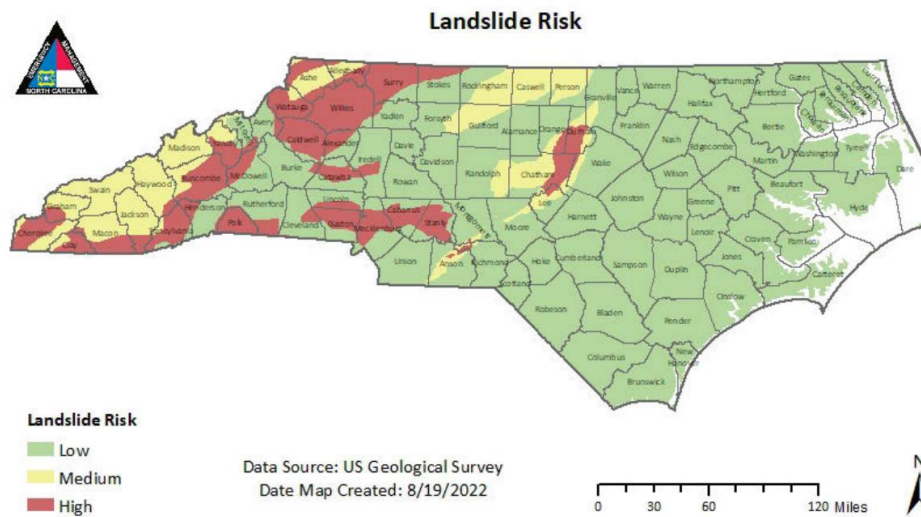 Landslide Risk
EMERGENCY MANAGEMENT
NORTH CAROLINA
Ashe
Alleghany
Surry
Stokes
Rockingham
Caswell
Person
Granville
Vance
Warren
Northampton
Gates
Hertford
Halifax
Watauga
Wilkes
Yadkin
Forsyth
Guilford
Alamance
Orange
Durham
Franklin
Bertie
Chowan
Avery
Caldwell
Alexander
Iredell
Davie
Davidson
Randolph
Chatham
Wake
Nash
Edgecombe
Martin
Washington
Tyrrell
Dare
Madison
Yancey
Buncombe
McDowell
Burke
Catawba
Rowan
Lee
Johnston
Wilson
Pitt
Beaufort
Hyde
Swain
Haywood
Graham
Jackson
Henderson
Rutherford
Polk
Cleveland
Lincoln
Gaston
Mecklenburg
Cabarrus
Stanly
Montgomery
Moore
Harnett
Wayne
Greene
Lenoir
Craven
Pamlico
Cherokee
Clay
Macon
Transylvania
Union
Anson
Richmond
Hoke
Cumberland
Sampson
Duplin
Jones
Carteret
Scotland
Robeson
Bladen
Pender
Onslow
Columbus
New Hanover
Brunswick
Landslide Risk
Low
Medium
High
Data Source: US Geological Survey
Date Map Created: 8/19/2022
0 30 60 120 Miles
N